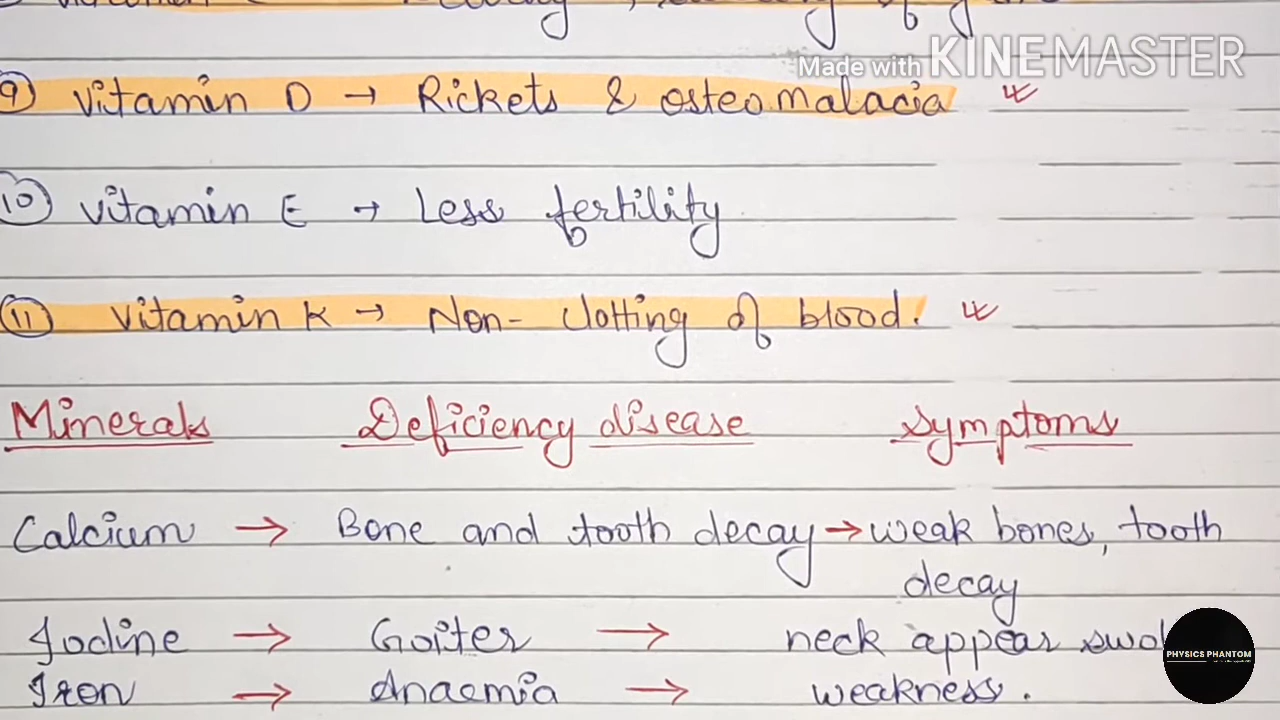 Made with KINEMASTER
9 Vitamin D → Rickets & osteomalacia
10 Vitamin E → Less fertility
11 Vitamin K → Non- clotting of blood.
Minerals Deficiency disease Symptoms
Calcium → Bone and tooth decay → weak bones, tooth
decay
Iodine → Goiter → neck appear
Iron → Anaemia → weakness.
PHYSICS PHANTOM